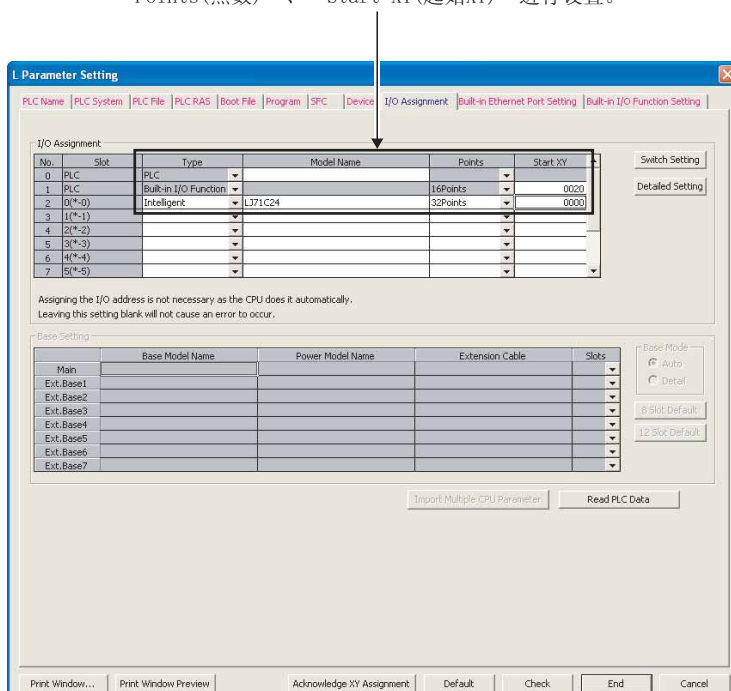 Points(点数)"、"Start XY(起始XY)"进行设置。
L Parameter Setting
PLC Name PLC System PLC File PLC RAS Boot File Program SFC Device I/O Assignment Built-in Ethernet Port Setting Built-in I/O Function Setting
I/O Assignment
No. Slot Type Model Name Points Start XY
0 PLC PLC
1 PLC Built-in I/O Function 16Points 0020
2 0(*-0) Intelligent LJ71C24 32Points 0000
3 1(*-1)
4 2(*-2)
5 3(*-3)
6 4(*-4)
7 5(*-5)
Switch Setting
Detailed Setting
Assigning the I/O address is not necessary as the CPU does it automatically.
Leaving this setting blank will not cause an error to occur.
Base Setting
Base Model Name Power Model Name Extension Cable Slots
Main
Ext.Base1
Ext.Base2
Ext.Base3
Ext.Base4
Ext.Base5
Ext.Base6
Ext.Base7
Base Mode
Auto
Detail
8 Slot Default
12 Slot Default
Import Multiple CPU Parameter Read PLC Data
Print Window... Print Window Preview Acknowledge XY Assignment Default Check End Cancel